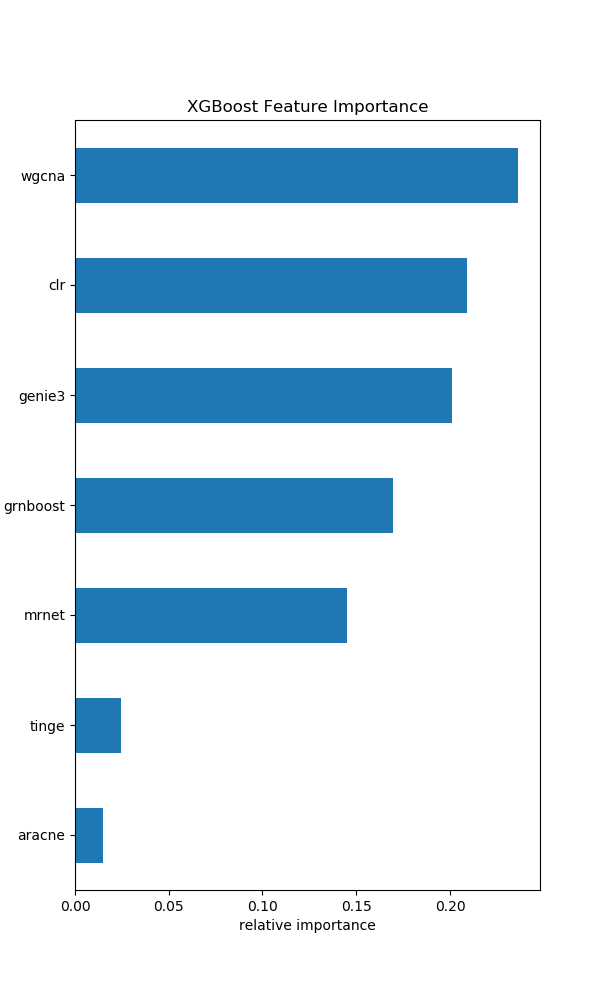 XGBoost Feature Importance
wgcna
clr
genie3
grnboost
mrnet
tinge
aracne
0.00 0.05 0.10 0.15 0.20
relative importance